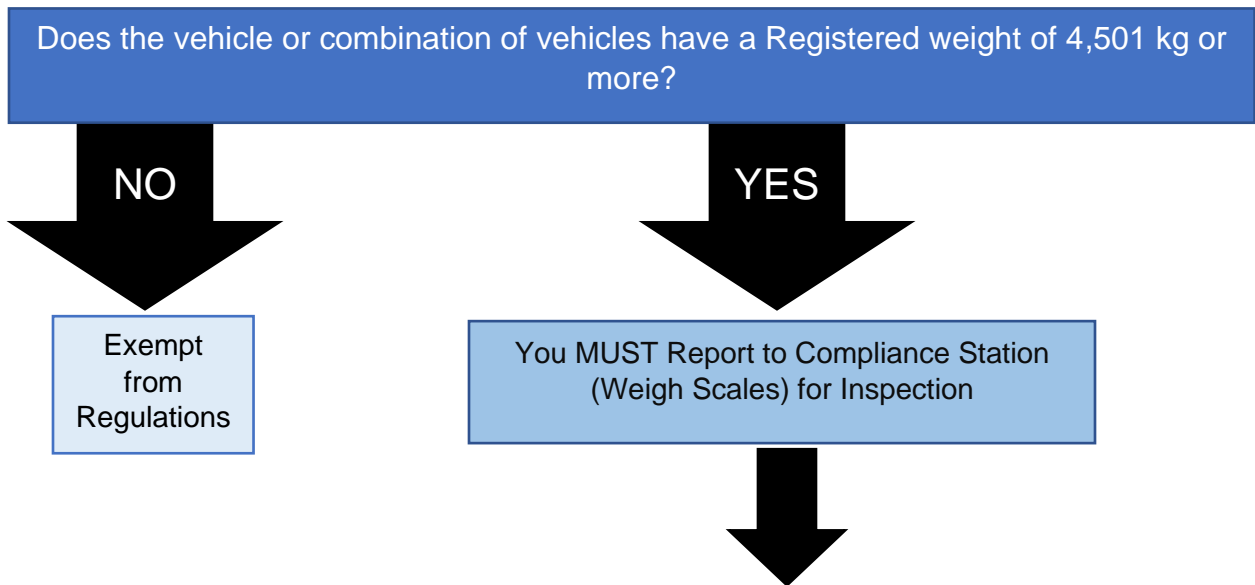 Does the vehicle or combination of vehicles have a Registered weight of 4,501 kg or
more?
NO
YES
Exempt
from
Regulations
You MUST Report to Compliance Station
(Weigh Scales) for Inspection